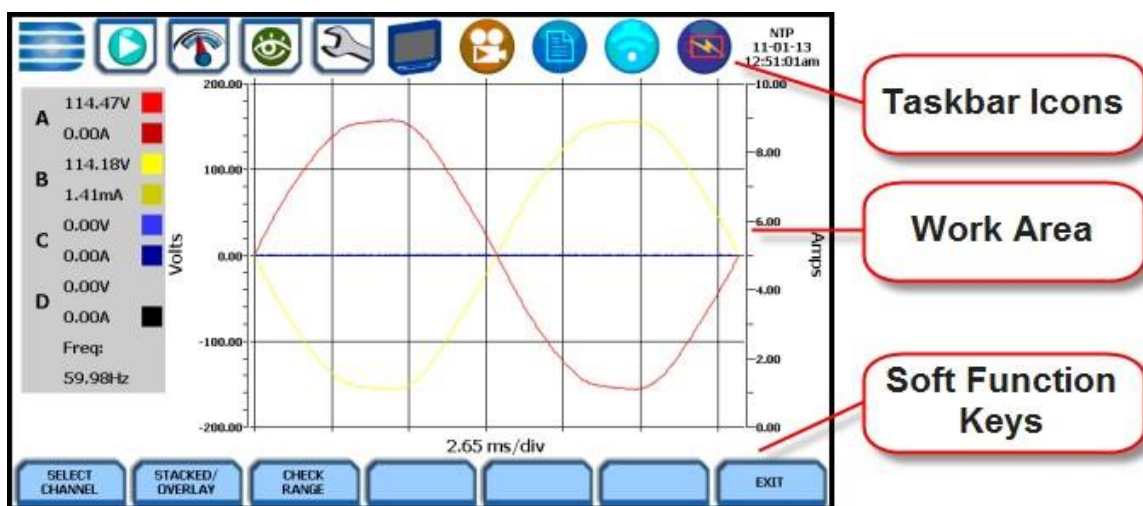 NTP
11-01-13
12:51:01am
A
114.47V
0.00A
B
114.18V
1.41mA
C
0.00V
0.00A
D
0.00V
0.00A
Freq:
59.98Hz
Volts
200.00
100.00
0.00
-100.00
-200.00
10.00
8.00
6.00
4.00
2.00
0.00
Amps
2.65 ms/div
SELECT
CHANNEL
STACKED/
OVERLAY
CHECK
RANGE
EXIT
Taskbar Icons
Work Area
Soft Function
Keys